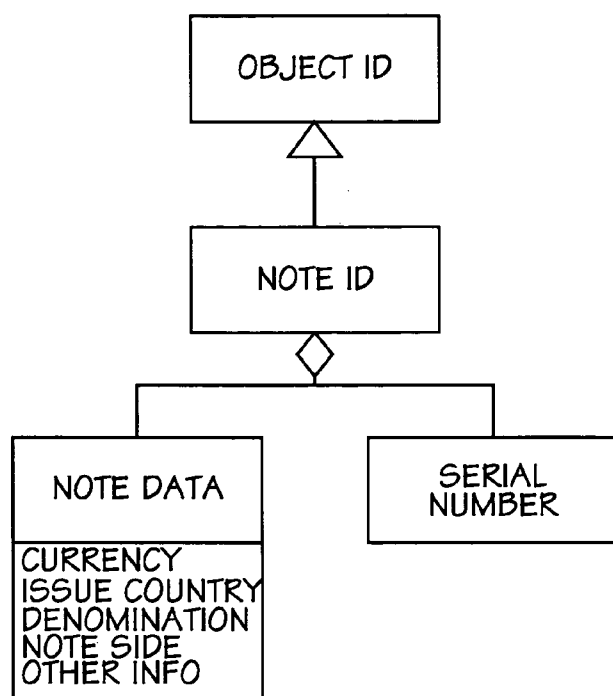 OBJECT ID
NOTE ID
NOTE DATA
CURRENCY
ISSUE COUNTRY
DENOMINATION
NOTE SIDE
OTHER INFO
SERIAL
NUMBER